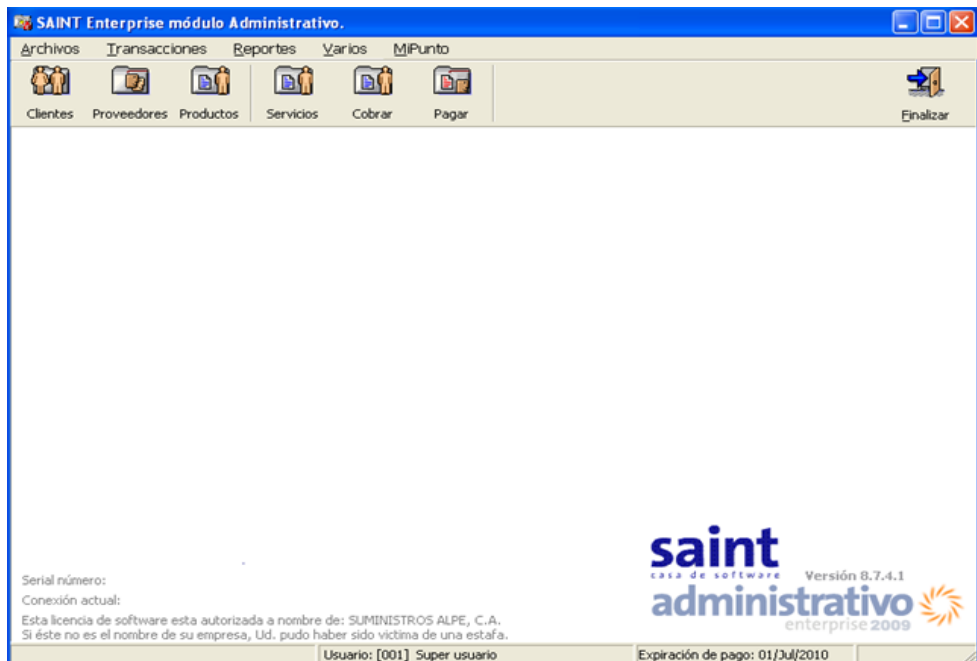 SAINT Enterprise módulo Administrativo.
Archivos Transacciones Reportes Varios MiPunto
Clientes Proveedores Productos Servicios Cobrar Pagar Finalizar
saint
casa de software
Versión 8.7.4.1
administrativo
enterprise 2009
Serial número:
Conexión actual:
Esta licencia de software esta autorizada a nombre de: SUMINISTROS ALPE, C.A.
Si éste no es el nombre de su empresa, Ud. pudo haber sido victima de una estafa.
Usuario: [001] Super usuario Expiración de pago: 01/Jul/2010